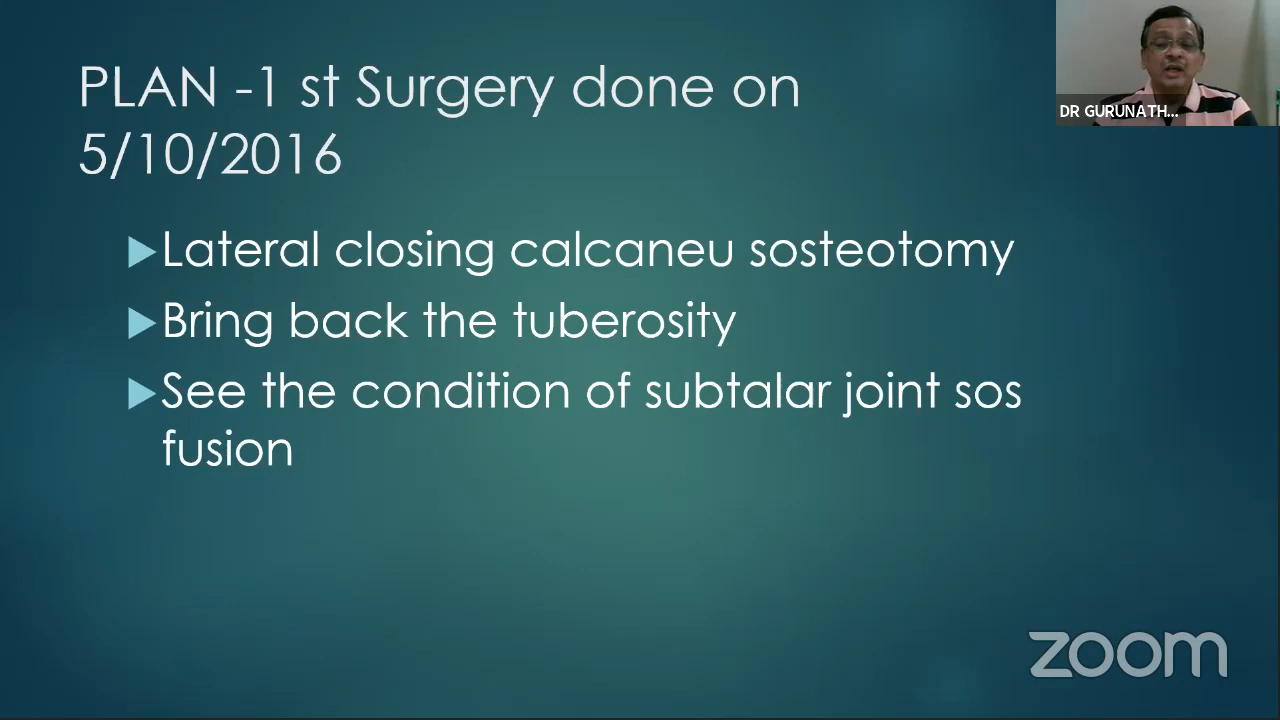 PLAN -1 st Surgery done on
5/10/2016
DR GURUNATH...
Lateral closing calcaneu sosteotomy
Bring back the tuberosity
See the condition of subtalar joint sos
fusion
zoom